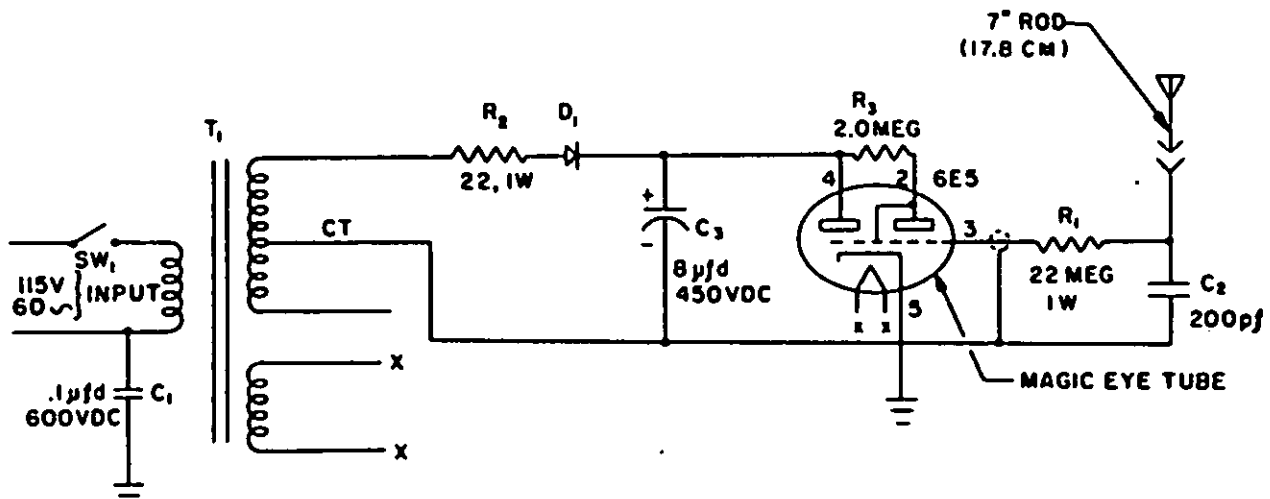 7" ROD
(17.8 CM)
T₁
R₂
22, 1W
D₁
R₃
2.0 MEG
4
2
6E5
3
R₁
22 MEG
1W
CT
+
-
C₃
8 µfd
450VDC
SW₁
115V
60 ~
INPUT
x x
5
C₂
200pf
MAGIC EYE TUBE
.1µfd
600VDC
C₁
X
X